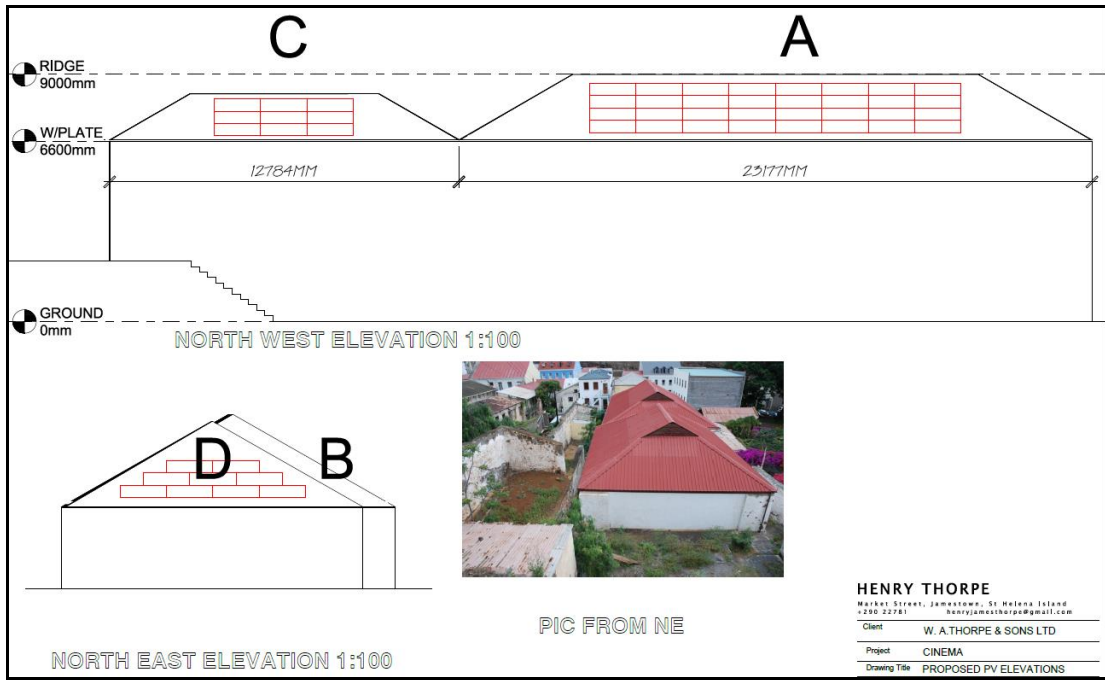 C
A
RIDGE
9000mm
W/PLATE
6600mm
12784MM
23177MM
GROUND
0mm
NORTH WEST ELEVATION 1:100
D
B
NORTH EAST ELEVATION 1:100
PIC FROM NE
HENRY THORPE
Market Street, Jamestown, St Helena Island
+290 22781 henryjamesthorpe@gmail.com
Client W. A.THORPE & SONS LTD
Project CINEMA
Drawing Title PROPOSED PV ELEVATIONS